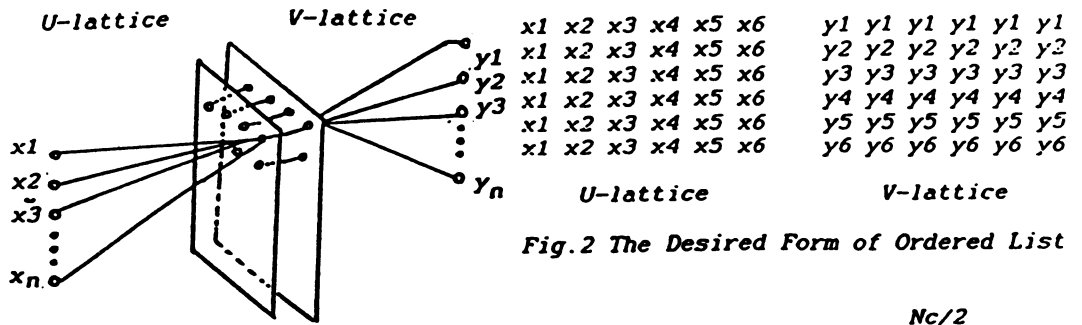 U-lattice V-lattice
x1
x2
x3
xn
y1
y2
y3
yn
x1 x2 x3 x4 x5 x6
x1 x2 x3 x4 x5 x6
x1 x2 x3 x4 x5 x6
x1 x2 x3 x4 x5 x6
x1 x2 x3 x4 x5 x6
x1 x2 x3 x4 x5 x6
U-lattice
y1 y1 y1 y1 y1 y1
y2 y2 y2 y2 y2 y2
y3 y3 y3 y3 y3 y3
y4 y4 y4 y4 y4 y4
y5 y5 y5 y5 y5 y5
y6 y6 y6 y6 y6 y6
V-lattice
Fig.2 The Desired Form of Ordered List
Nc/2